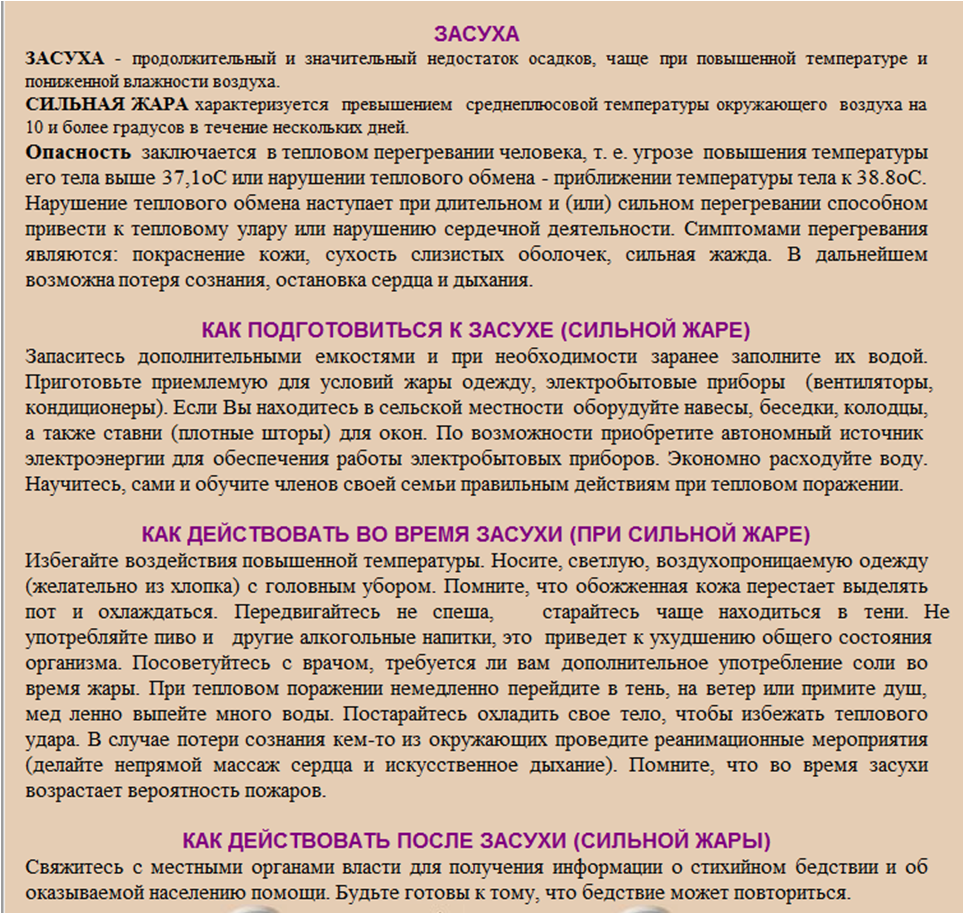 ЗАСУХА
ЗАСУХА - продолжительный и значительный недостаток осадков, чаще при повышенной температуре и
пониженной влажности воздуха.
СИЛЬНАЯ ЖАРА характеризуется превышением среднеплюсовой температуры окружающего воздуха на
10 и более градусов в течение нескольких дней.
Опасность заключается в тепловом перегревании человека, т. е. угрозе повышения температуры
его тела выше 37,1оС или нарушении теплового обмена - приближении температуры тела к 38.8оС.
Нарушение теплового обмена наступает при длительном и (или) сильном перегревании способном
привести к тепловому улару или нарушению сердечной деятельности. Симптомами перегревания
являются: покраснение кожи, сухость слизистых оболочек, сильная жажда. В дальнейшем
возможна потеря сознания, остановка сердца и дыхания.
КАК ПОДГОТОВИТЬСЯ К ЗАСУХЕ (СИЛЬНОЙ ЖАРЕ)
Запаситесь дополнительными емкостями и при необходимости заранее заполните их водой.
Приготовьте приемлемую для условий жары одежду, электробытовые приборы (вентиляторы,
кондиционеры). Если Вы находитесь в сельской местности оборудуйте навесы, беседки, колодцы,
а также ставни (плотные шторы) для окон. По возможности приобретите автономный источник
электроэнергии для обеспечения работы электробытовых приборов. Экономно расходуйте воду.
Научитесь, сами и обучите членов своей семьи правильным действиям при тепловом поражении.
КАК ДЕЙСТВОВАТЬ ВО ВРЕМЯ ЗАСУХИ (ПРИ СИЛЬНОЙ ЖАРЕ)
Избегайте воздействия повышенной температуры. Носите, светлую, воздухопроницаемую одежду
(желательно из хлопка) с головным убором. Помните, что обожженная кожа перестает выделять
пот и охлаждаться. Передвигайтесь не спеша, старайтесь чаще находиться в тени. Не
употребляйте пиво и другие алкогольные напитки, это приведет к ухудшению общего состояния
организма. Посоветуйтесь с врачом, требуется ли вам дополнительное употребление соли во
время жары. При тепловом поражении немедленно перейдите в тень, на ветер или примите душ,
мед ленно выпейте много воды. Постарайтесь охладить свое тело, чтобы избежать теплового
удара. В случае потери сознания кем-то из окружающих проведите реанимационные мероприятия
(делайте непрямой массаж сердца и искусственное дыхание). Помните, что во время засухи
возрастает вероятность пожаров.
КАК ДЕЙСТВОВАТЬ ПОСЛЕ ЗАСУХИ (СИЛЬНОЙ ЖАРЫ)
Свяжитесь с местными органами власти для получения информации о стихийном бедствии и об
оказываемой населению помощи. Будьте готовы к тому, что бедствие может повториться.